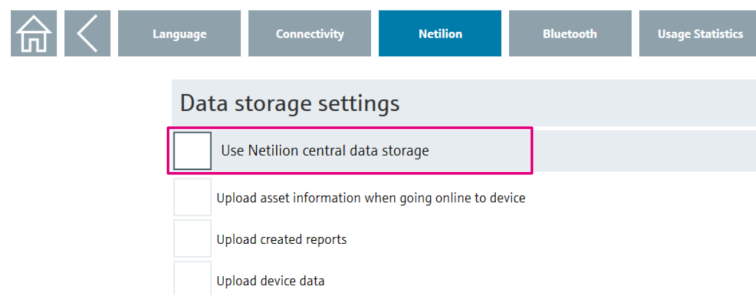 Language Connectivity Netilion Bluetooth Usage Statistics
Data storage settings
Use Netilion central data storage
Upload asset information when going online to device
Upload created reports
Upload device data